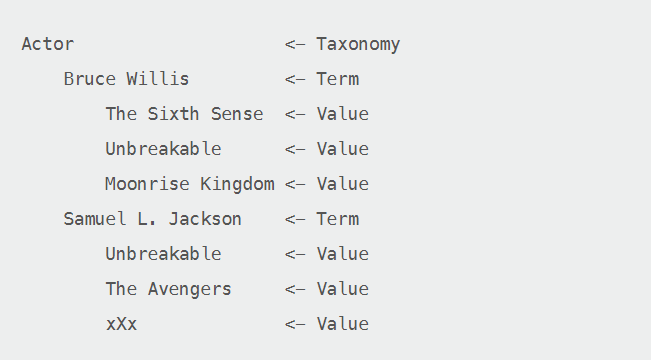 Actor                         <– Taxonomy
    Bruce Willis              <– Term
        The Sixth Sense  <– Value
        Unbreakable      <– Value
        Moonrise Kingdom <– Value
    Samuel L. Jackson    <– Term
        Unbreakable      <– Value
        The Avengers     <– Value
        xXx              <– Value